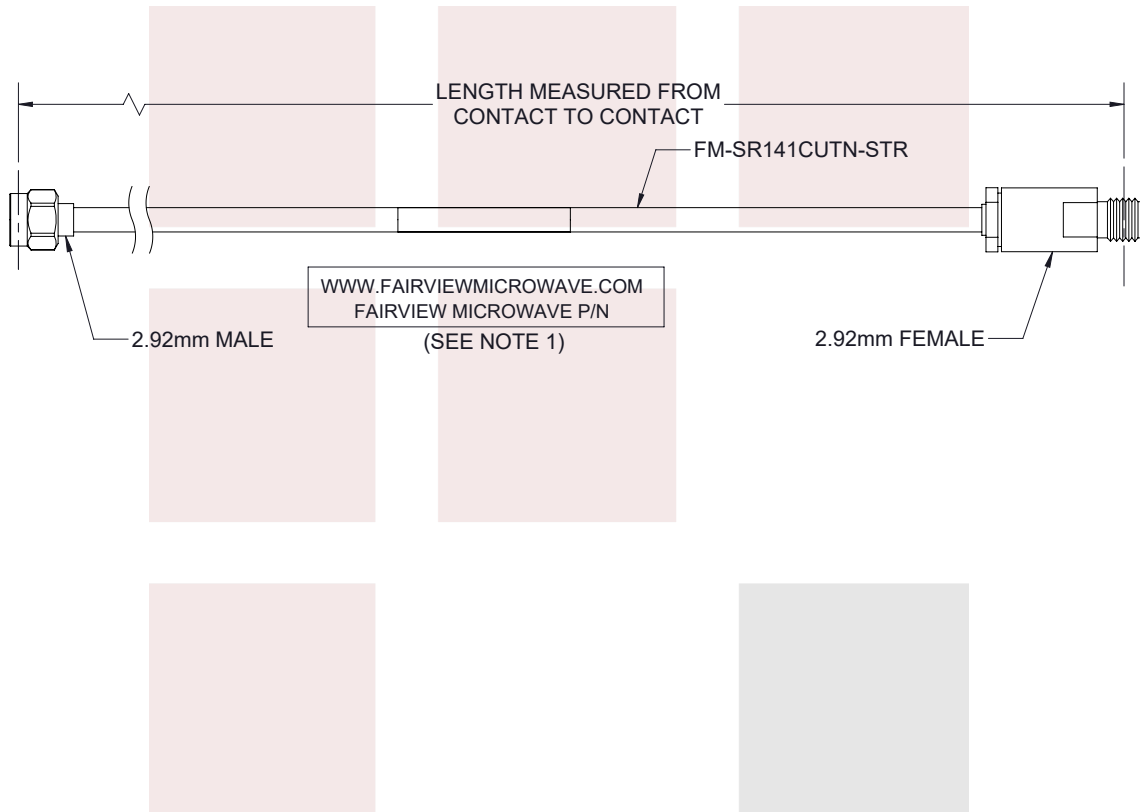 LENGTH MEASURED FROM
CONTACT TO CONTACT
FM-SR141CUTN-STR
WWW.FAIRVIEWMICROWAVE.COM
FAIRVIEW MICROWAVE P/N
(SEE NOTE 1)
2.92mm MALE
2.92mm FEMALE